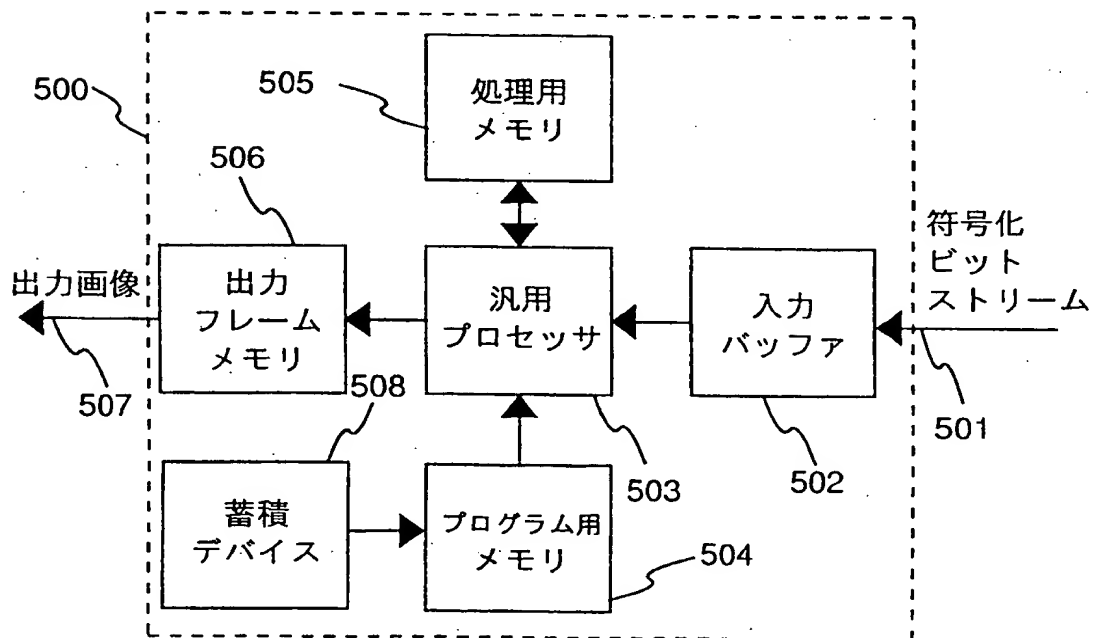 500
505
処理用
メモリ
506
符号化
ビット
ストリーム
出力画像
出力
フレーム
メモリ
汎用
プロセッサ
入力
バッファ
507
508
501
503
502
蓄積
デバイス
プログラム用
メモリ
504